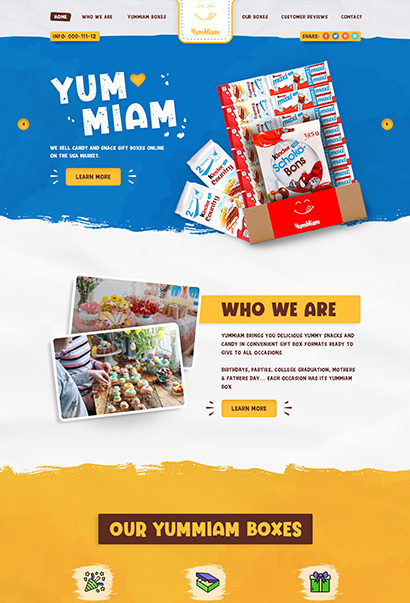 HOME WHO WE ARE YUMMIAM BOXES OUR BOXES CUSTOMER REVIEWS CONTACT
YumMiam
INFO: 000-111-12
SHARE:
YUM
MIAM
WE SELL CANDY AND SNACK GIFT BOXES ONLINE
ON THE USA MARKET.
LEARN MORE
maxi
Kinder
Country
Kinder
Country
125g
Kinder
Schoko-
Bons
YumMiam
WHO WE ARE
YUMMIAM BRINGS YOU DELICIOUS YUMMY SNACKS AND
CANDY IN CONVENIENT GIFT BOX FORMATS READY TO
GIVE TO ALL OCCASIONS.
BIRTHDAYS, PARTIES, COLLEGE GRADUATION, MOTHERS
& FATHERS DAY... EACH OCCASION HAS ITS YUMMIAM
BOX
LEARN MORE
OUR YUMMIAM BOXES